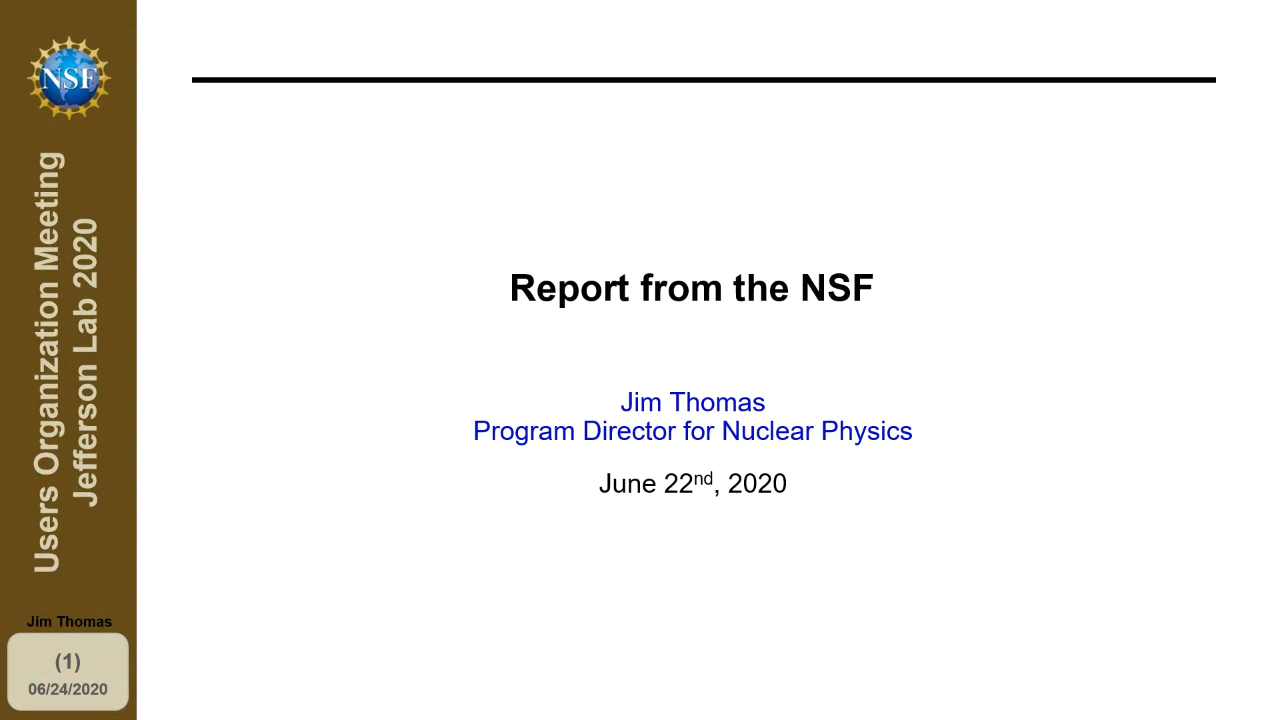 NSF
Users Organization Meeting
Jefferson Lab 2020
Jim Thomas
(1)
06/24/2020
Report from the NSF
Jim Thomas
Program Director for Nuclear Physics
June 22nd, 2020